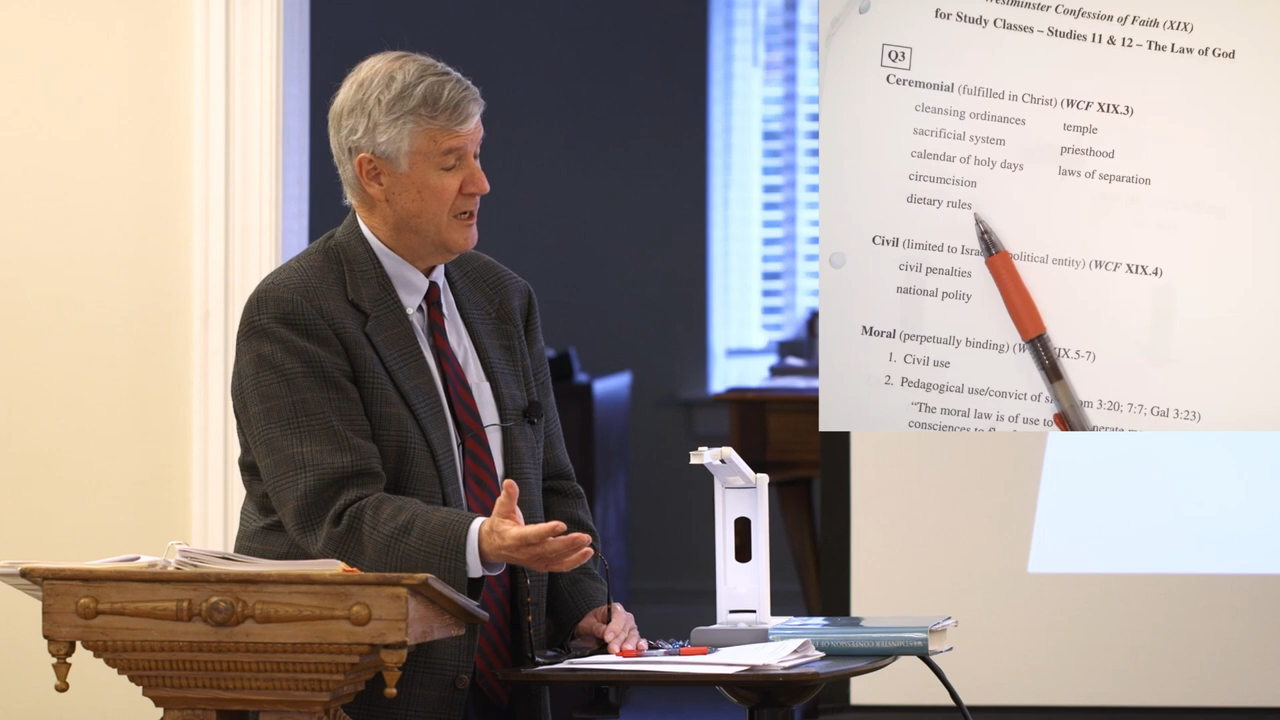 Westminster Confession of Faith (XIX)
for Study Classes – Studies 11 & 12 – The Law of God
Q3
Ceremonial (fulfilled in Christ) (WCF XIX.3)
cleansing ordinances temple
sacrificial system priesthood
calendar of holy days laws of separation
circumcision
dietary rules
Civil (limited to political entity) (WCF XIX.4)
civil penalties
national polity
Moral (perpetually binding) IX.5-7)
1. Civil use
2. Pedagogical use/convict of 3:20; 7:7; Gal 3:23)
"The moral law is of use to
consciences to
WESTMINSTER CONFESSION OF